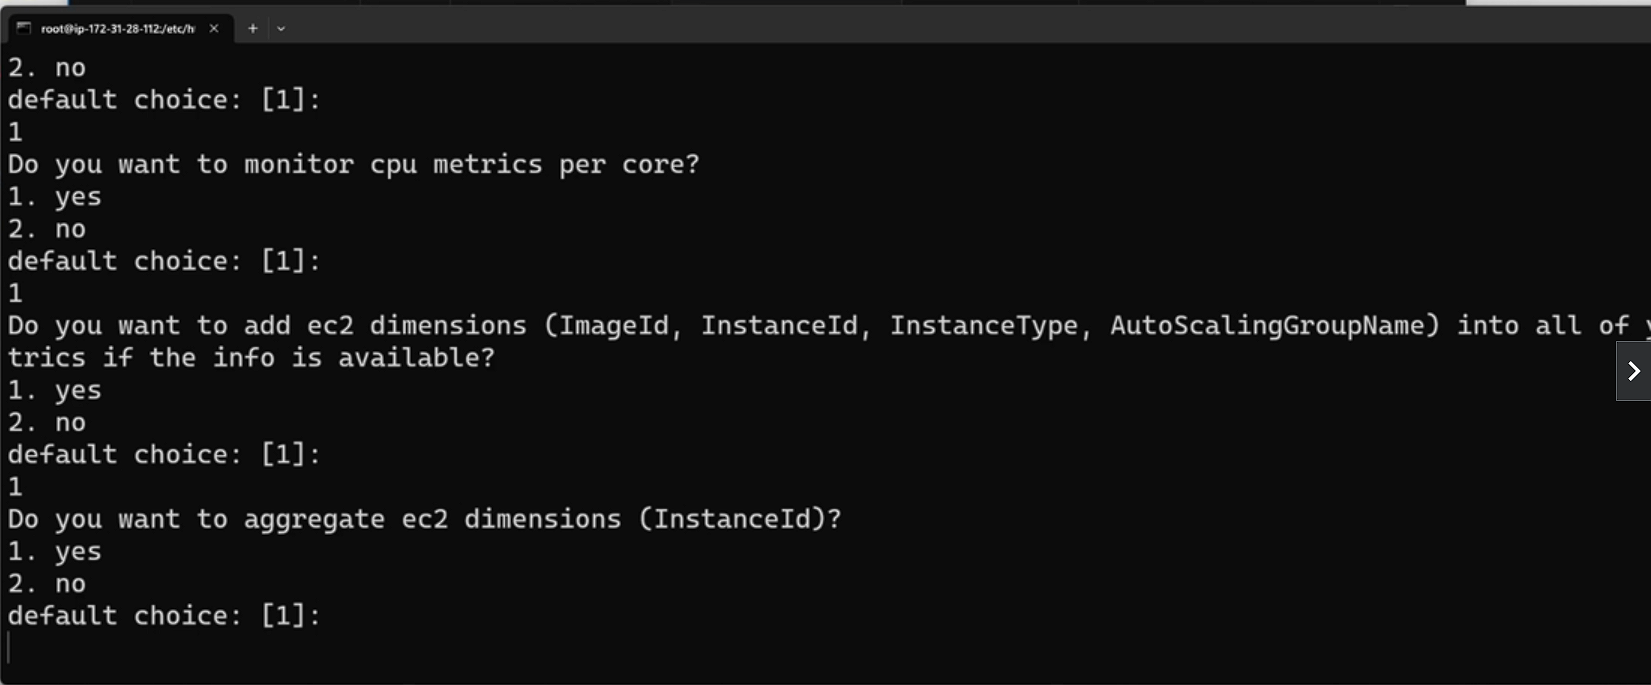 root@ip-172-31-28-112:/etc/h
2. no
default choice: [1]:
1
Do you want to monitor cpu metrics per core?
1. yes
2. no
default choice: [1]:
1
Do you want to add ec2 dimensions (ImageId, InstanceId, InstanceType, AutoScalingGroupName) into all of
trics if the info is available?
1. yes
2. no
default choice: [1]:
1
Do you want to aggregate ec2 dimensions (InstanceId)?
1. yes
2. no
default choice: [1]: